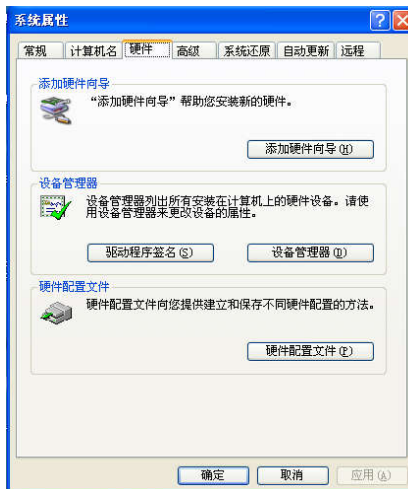 系统属性
常规 计算机名 硬件 高级 系统还原 自动更新 远程
添加硬件向导
“添加硬件向导”帮助您安装新的硬件。
添加硬件向导(H)
设备管理器
设备管理器列出所有安装在计算机上的硬件设备。请使
用设备管理器来更改设备的属性。
驱动程序签名(S) 设备管理器(D)
硬件配置文件
硬件配置文件向您提供建立和保存不同硬件配置的方法。
硬件配置文件(P)
确定 取消 应用(A)